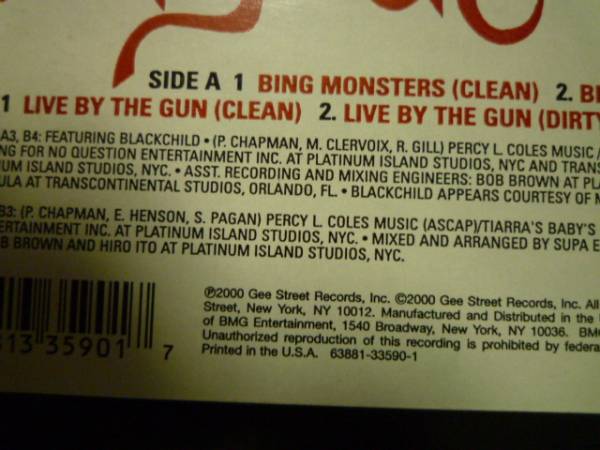 SIDE A 1 BING MONSTERS (CLEAN) 2.
1 LIVE BY THE GUN (CLEAN) 2. LIVE BY THE GUN (DIRTY
A3, B4: FEATURING BLACKCHILD • (P. CHAPMAN, M. CLERVOIX, R. GILL) PERCY L. COLES MUSIC /
NG FOR NO QUESTION ENTERTAINMENT INC. AT PLATINUM ISLAND STUDIOS, NYC AND TRANS
UM ISLAND STUDIOS, NYC. • ASST. RECORDING AND MIXING ENGINEERS: BOB BROWN AT PL
ULA AT TRANSCONTINENTAL STUDIOS, ORLANDO, FL. • BLACKCHILD APPEARS COURTESY OF
B3: (P. CHAPMAN, E. HENSON, S. PAGAN) PERCY L. COLES MUSIC (ASCAP)/TIARRA'S BABY'S
ERTAINMENT INC. AT PLATINUM ISLAND STUDIOS, NYC. • MIXED AND ARRANGED BY SUPA E
B BROWN AND HIRO ITO AT PLATINUM ISLAND STUDIOS, NYC.
℗2000 Gee Street Records, Inc. ©2000 Gee Street Records, Inc. All
Street, New York, NY 10012. Manufactured and Distributed in the
of BMG Entertainment, 1540 Broadway, New York, NY 10036. BM
Unauthorized reproduction of this recording is prohibited by federa
Printed in the U.S.A. 63881-33590-1
13 35901 7